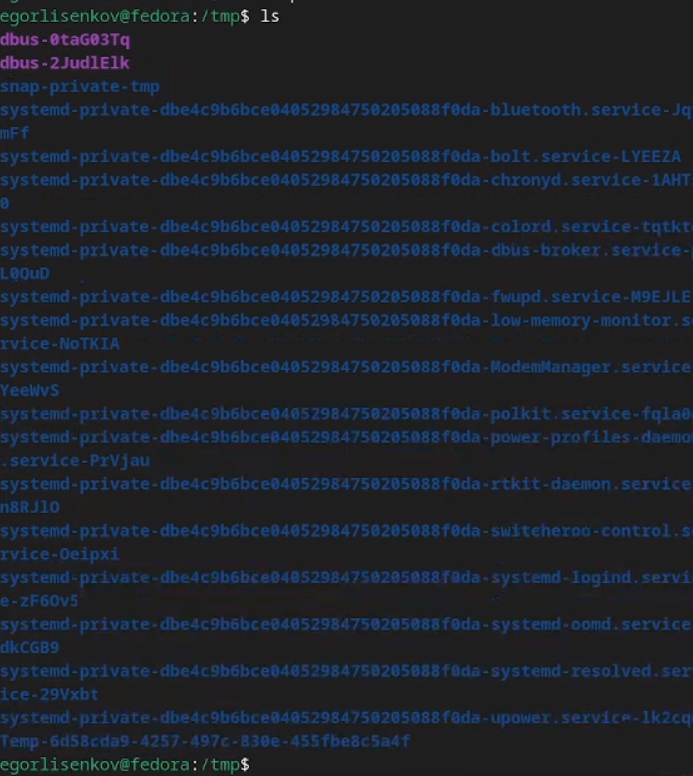 egorlisenkov@fedora:/tmp$ ls
dbus-0taG03Tq
dbus-2JudlElk
snap-private-tmp
systemd-private-dbe4c9b6bce04052984750205088f0da-bluetooth.service-Jq
mFf
systemd-private-dbe4c9b6bce04052984750205088f0da-bolt.service-LYEEZA
systemd-private-dbe4c9b6bce04052984750205088f0da-chronyd.service-1AHT
0
systemd-private-dbe4c9b6bce04052984750205088f0da-colord.service-tqtkt
systemd-private-dbe4c9b6bce04052984750205088f0da-dbus-broker.service-
L0QuD
systemd-private-dbe4c9b6bce04052984750205088f0da-fwupd.service-M9EJLE
systemd-private-dbe4c9b6bce04052984750205088f0da-low-memory-monitor.s
rvice-NoTKIA
systemd-private-dbe4c9b6bce04052984750205088f0da-ModemManager.service
YeeWvS
systemd-private-dbe4c9b6bce04052984750205088f0da-polkit.service-fqla0
systemd-private-dbe4c9b6bce04052984750205088f0da-power-profiles-daemo
.service-PrVjau
systemd-private-dbe4c9b6bce04052984750205088f0da-rtkit-daemon.service
n8RJlO
systemd-private-dbe4c9b6bce04052984750205088f0da-switcheroo-control.s
rvice-Oeipxi
systemd-private-dbe4c9b6bce04052984750205088f0da-systemd-logind.servi
e-zF6Ov5
systemd-private-dbe4c9b6bce04052984750205088f0da-systemd-oomd.service
dkCGB9
systemd-private-dbe4c9b6bce04052984750205088f0da-systemd-resolved.ser
ice-29Vxbt
systemd-private-dbe4c9b6bce04052984750205088f0da-upower.service-lk2cq
Temp-6d58cda9-4257-497c-830e-455fbe8c5a4f
egorlisenkov@fedora:/tmp$